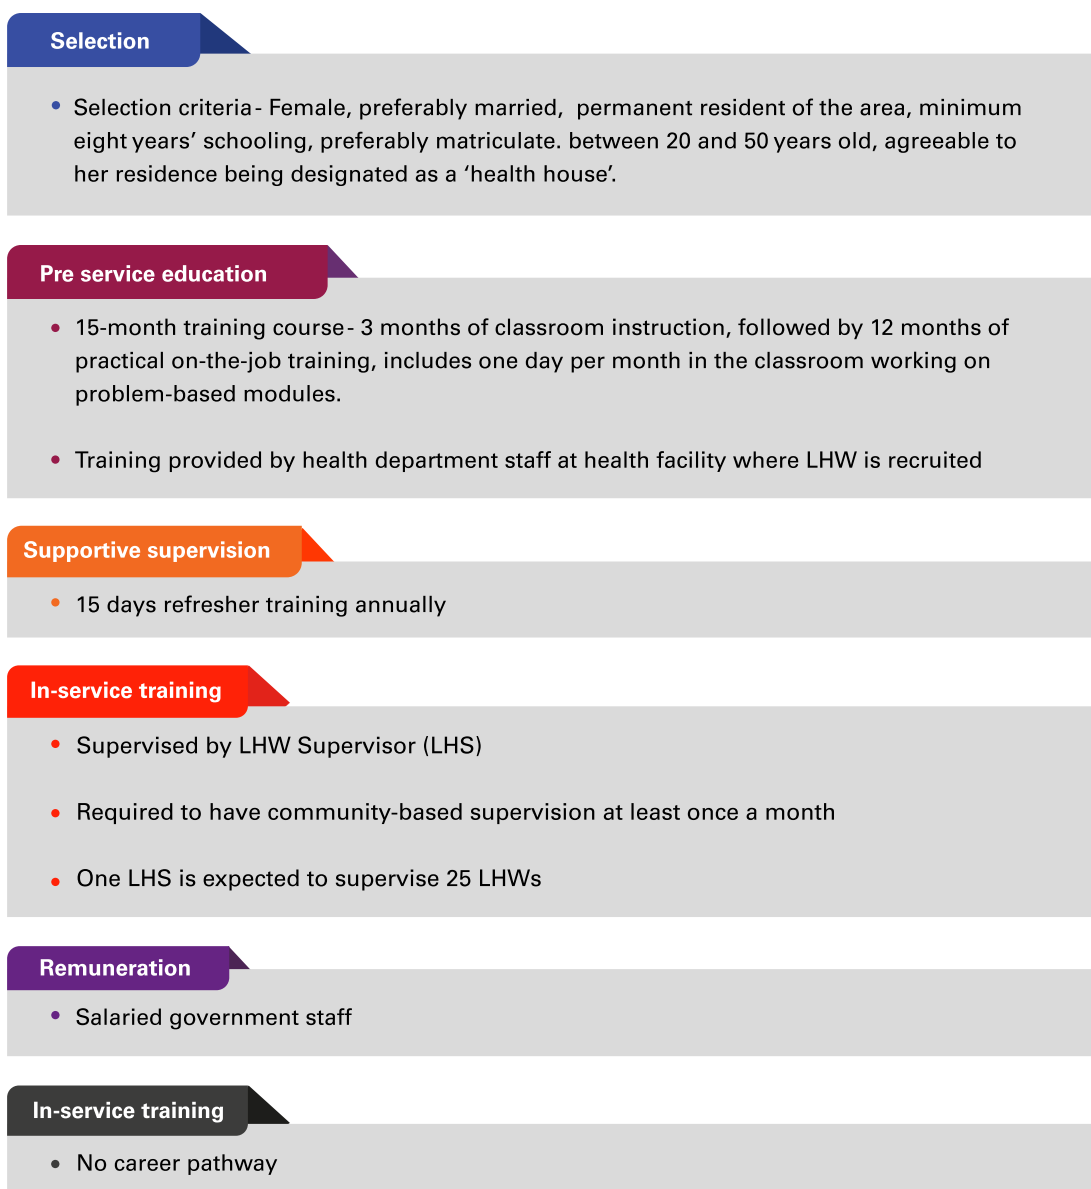 Selection
• Selection criteria - Female, preferably married,  permanent resident of the area, minimum
eight years’ schooling, preferably matriculate. between 20 and 50 years old, agreeable to
her residence being designated as a ‘health house’.
Pre service education
• 15-month training course - 3 months of classroom instruction, followed by 12 months of
practical on-the-job training, includes one day per month in the classroom working on
problem-based modules.
• Training provided by health department staff at health facility where LHW is recruited
Supportive supervision
• 15 days refresher training annually
In-service training
• Supervised by LHW Supervisor (LHS)
• Required to have community-based supervision at least once a month
• One LHS is expected to supervise 25 LHWs
Remuneration
• Salaried government staff
In-service training
• No career pathway